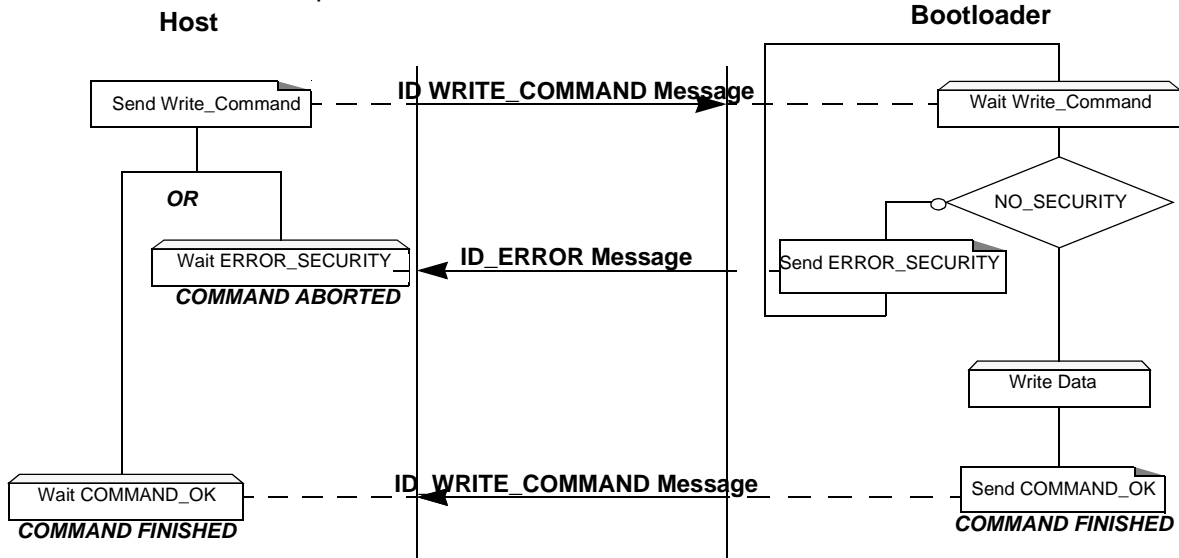 Host
Bootloader
Send Write_Command
ID WRITE_COMMAND Message
Wait Write_Command
OR
NO_SECURITY
Wait ERROR_SECURITY
ID_ERROR Message
Send ERROR_SECURITY
COMMAND ABORTED
Write Data
Wait COMMAND_OK
ID_WRITE_COMMAND Message
Send COMMAND_OK
COMMAND FINISHED
COMMAND FINISHED